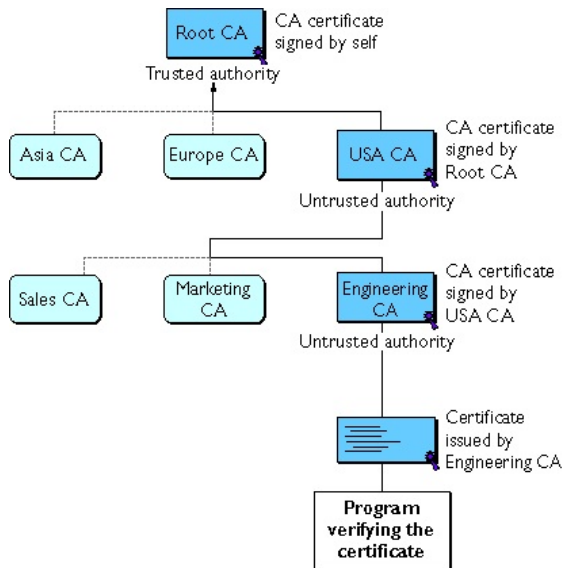 Root CA
CA certificate
signed by self
Trusted authority
Asia CA
Europe CA
USA CA
CA certificate
signed by
Root CA
Untrusted authority
Sales CA
Marketing
CA
Engineering
CA
CA certificate
signed by
USA CA
Untrusted authority
Certificate
issued by
Engineering CA
Program
verifying the
certificate